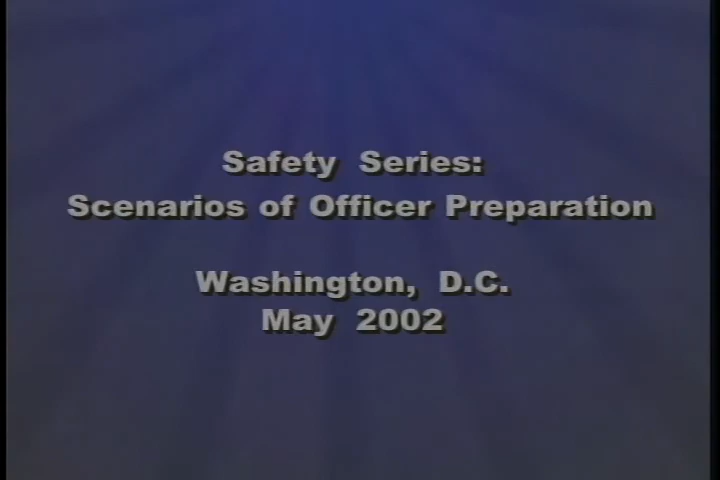 Safety Series:
Scenarios of Officer Preparation
Washington, D.C.
May 2002